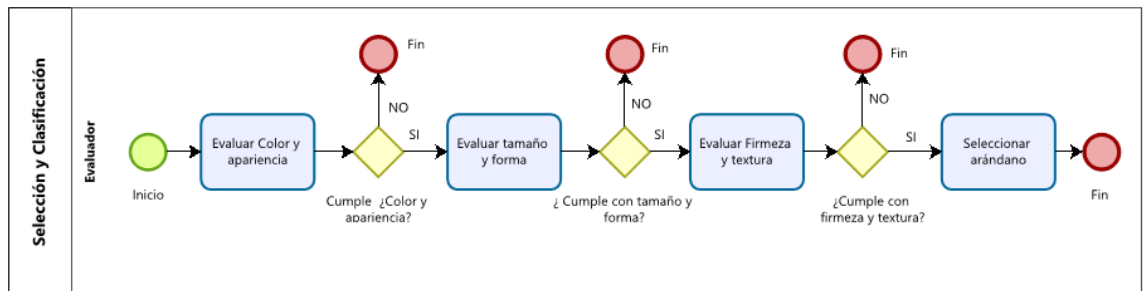 Selección y Clasificación
Evaluador
Inicio
Evaluar Color y
apariencia
Cumple ¿Color y
apariencia?
NO
Fin
SI
Evaluar tamaño
y forma
¿ Cumple con tamaño y
forma?
NO
Fin
SI
Evaluar Firmeza
y textura
¿Cumple con
firmeza y textura?
NO
Fin
SI
Seleccionar
arándano
Fin